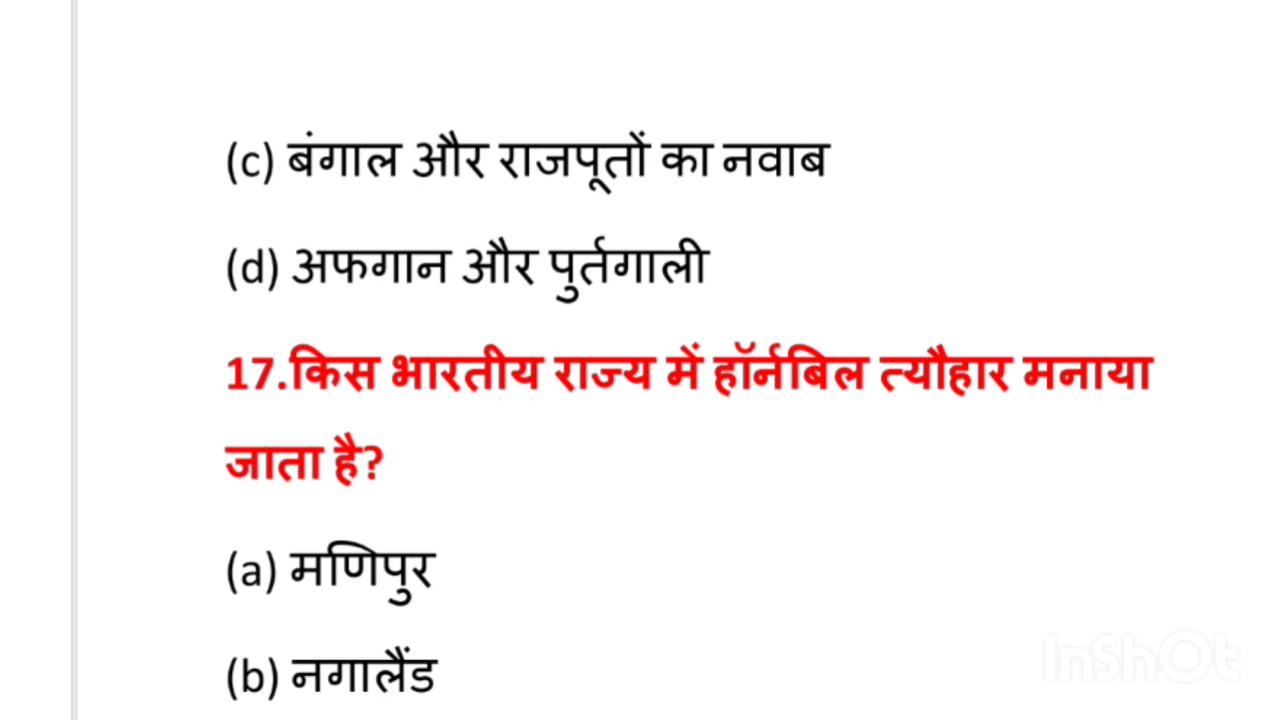 (c) बंगाल और राजपूतों का नवाब
(d) अफगान और पुर्तगाली
17.किस भारतीय राज्य में हॉर्नबिल त्यौहार मनाया
जाता है?
(a) मणिपुर
(b) नगालैंड
InShOt